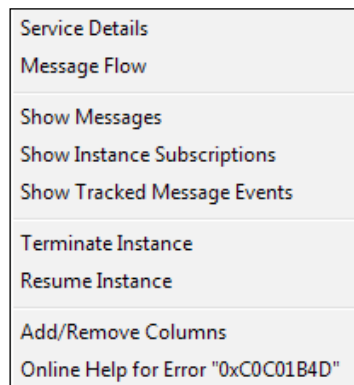 Service Details
Message Flow
Show Messages
Show Instance Subscriptions
Show Tracked Message Events
Terminate Instance
Resume Instance
Add/Remove Columns
Online Help for Error "0xC0C01B4D"